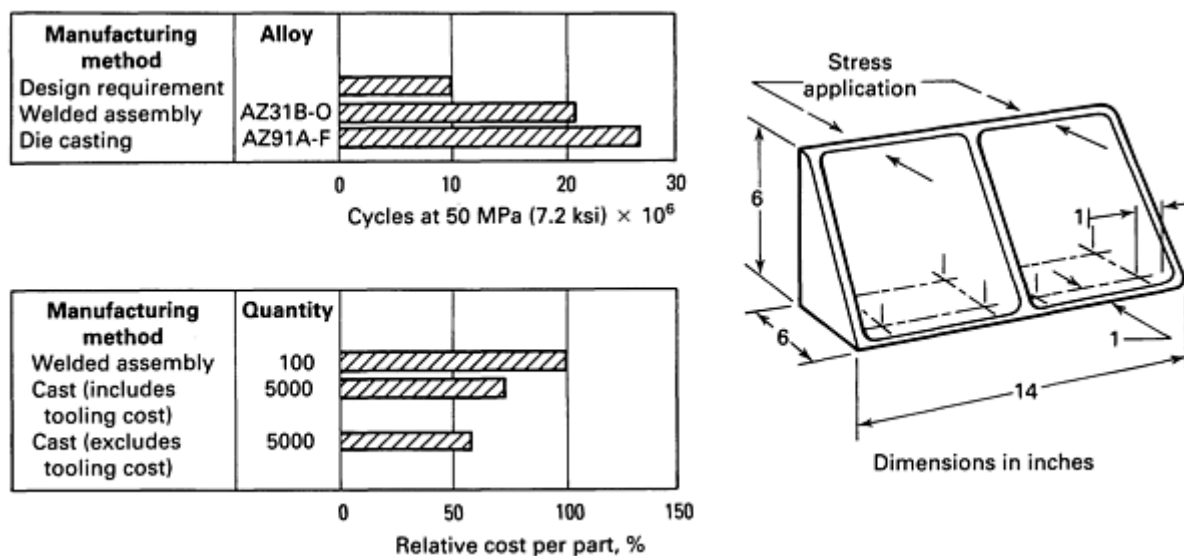 Manufacturing method Alloy
Design requirement
Welded assembly AZ31B-O
Die casting AZ91A-F
0 10 20 30
Cycles at 50 MPa (7.2 ksi) × 10⁶
Manufacturing method Quantity
Welded assembly 100
Cast (includes 5000
tooling cost)
Cast (excludes 5000
tooling cost)
0 50 100 150
Relative cost per part, %
Stress
application
6
1
6
1
14
Dimensions in inches